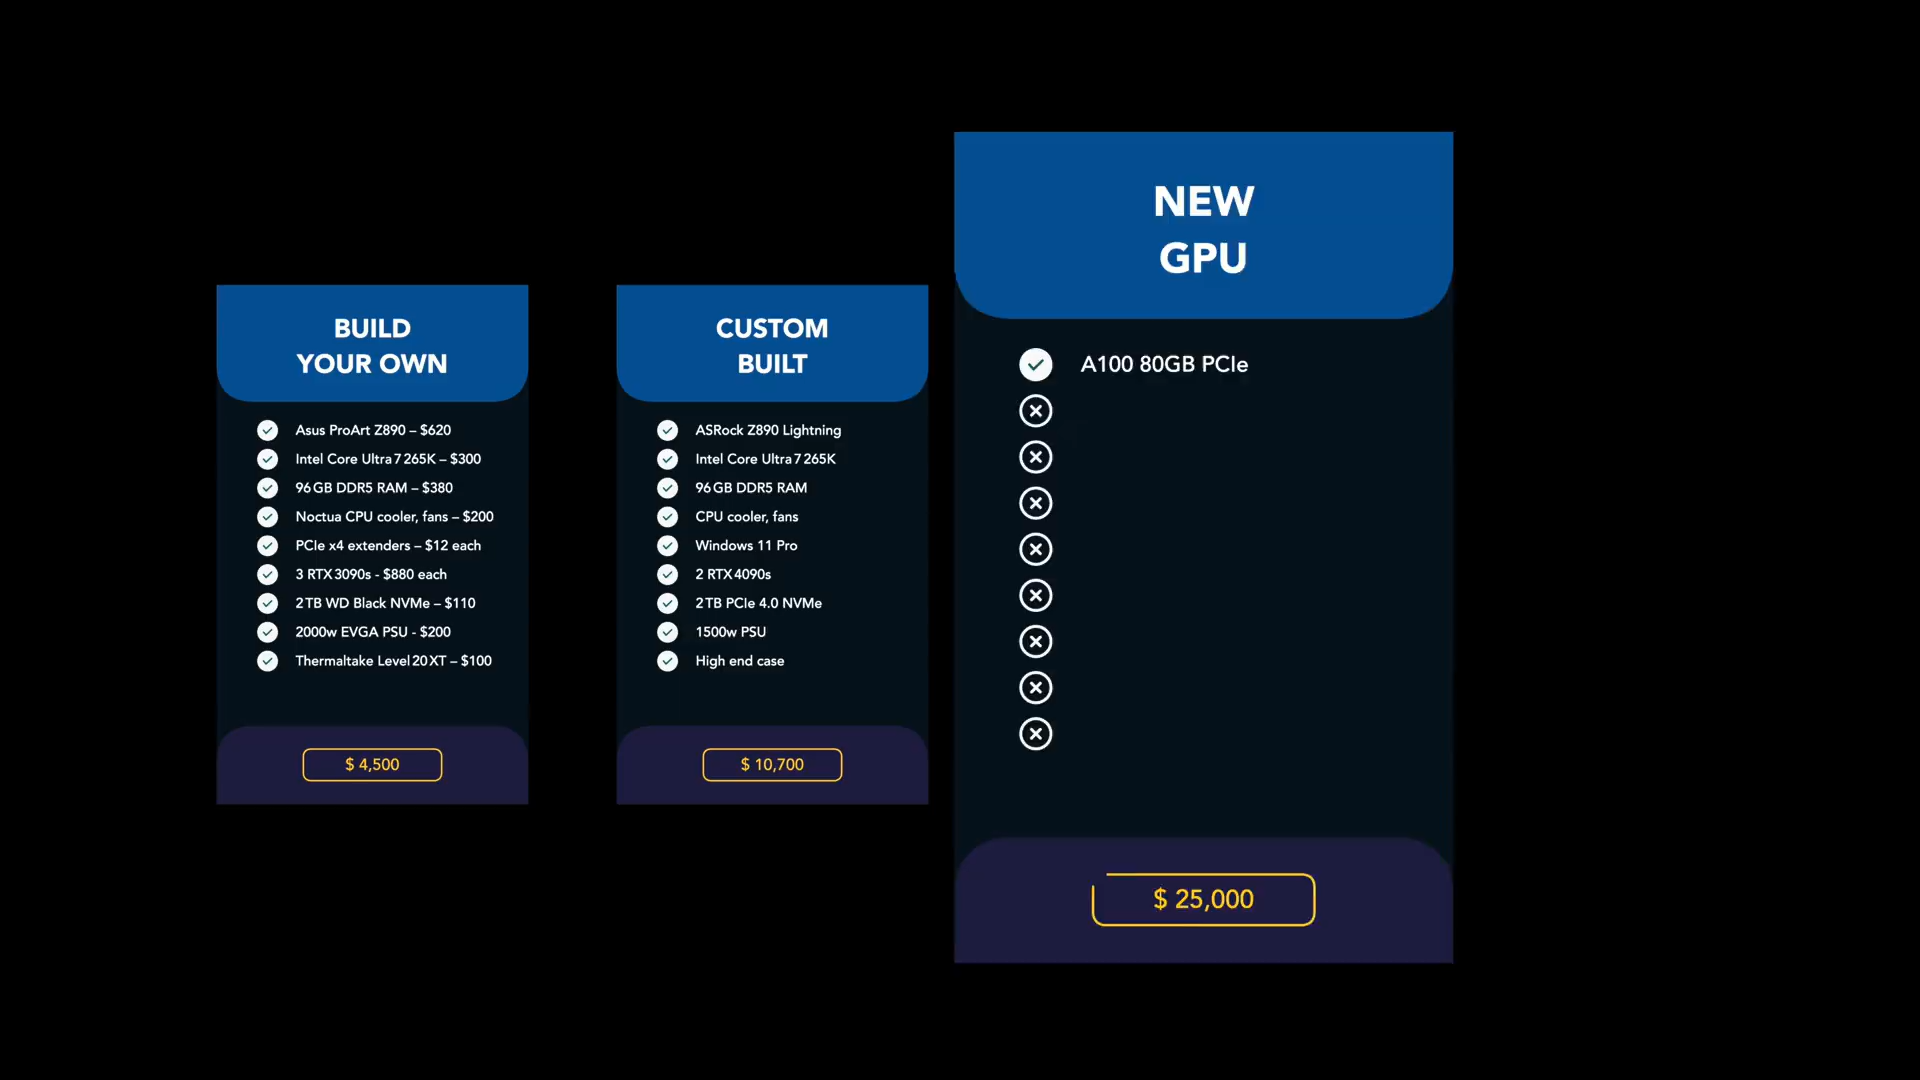 BUILD
YOUR OWN
Asus ProArt Z890 – $620
Intel Core Ultra 7 265K – $300
96 GB DDR5 RAM – $380
Noctua CPU cooler, fans – $200
PCIe x4 extenders – $12 each
3 RTX 3090s - $880 each
2TB WD Black NVMe – $110
2000w EVGA PSU - $200
Thermaltake Level 20 XT – $100
$ 4,500
CUSTOM
BUILT
ASRock Z890 Lightning
Intel Core Ultra 7 265K
96 GB DDR5 RAM
CPU cooler, fans
Windows 11 Pro
2 RTX 4090s
2TB PCIe 4.0 NVMe
1500w PSU
High end case
$ 10,700
NEW
GPU
A100 80GB PCIe
$ 25,000